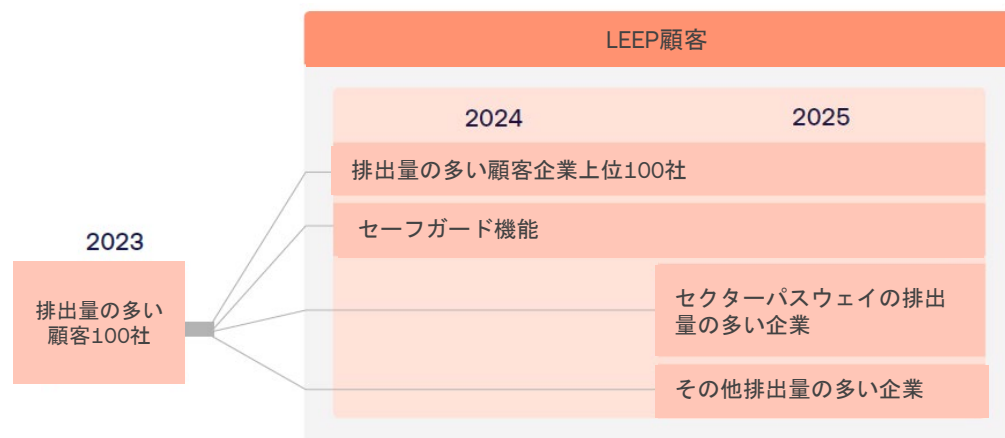 LEEP顧客
2024
2025
排出量の多い顧客企業上位100社
セーフガード機能
2023
排出量の多い
顧客100社
セクターパスウェイの排出
量の多い企業
その他排出量の多い企業